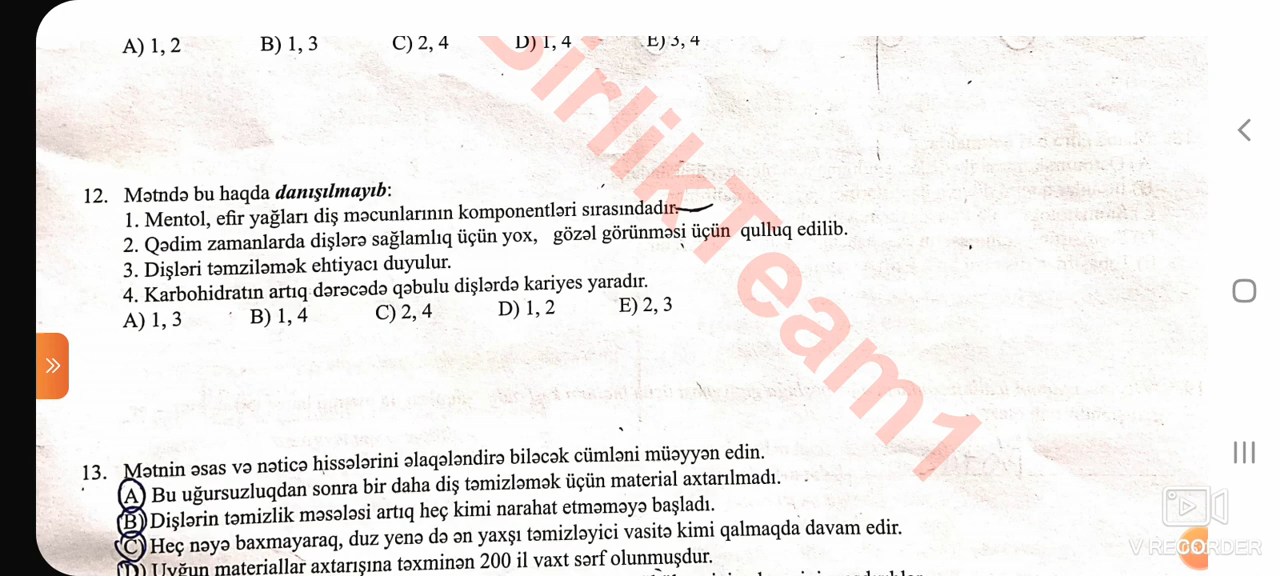 A) 1, 2 B) 1, 3 C) 2, 4 D) 1, 4 E) 3, 4
BirlikTeam1
12. Mətndə bu haqda danışılmayıb:
1. Mentol, efir yağları diş məcunlarının komponentləri sırasındadır.
2. Qədim zamanlarda dişlərə sağlamlıq üçün yox, gözəl görünməsi üçün qulluq edilib.
3. Dişləri təmziləmək ehtiyacı duyulur.
4. Karbohidratın artıq dərəcədə qəbulu dişlərdə kariyes yaradır.
A) 1, 3 B) 1, 4 C) 2, 4 D) 1, 2 E) 2, 3
13. Mətnin əsas və nəticə hissələrini əlaqələndirə biləcək cümləni müəyyən edin.
A) Bu uğursuzluqdan sonra bir daha diş təmizləmək üçün material axtarılmadı.
B) Dişlərin təmizlik məsələsi artıq heç kimi narahat etməməyə başladı.
C) Heç nəyə baxmayaraq, duz yenə də ən yaxşı təmizləyici vasitə kimi qalmaqda davam edir.
D) Uyğun materiallar axtarışına təxminən 200 il vaxt sərf olunmuşdur.
V RECORDER